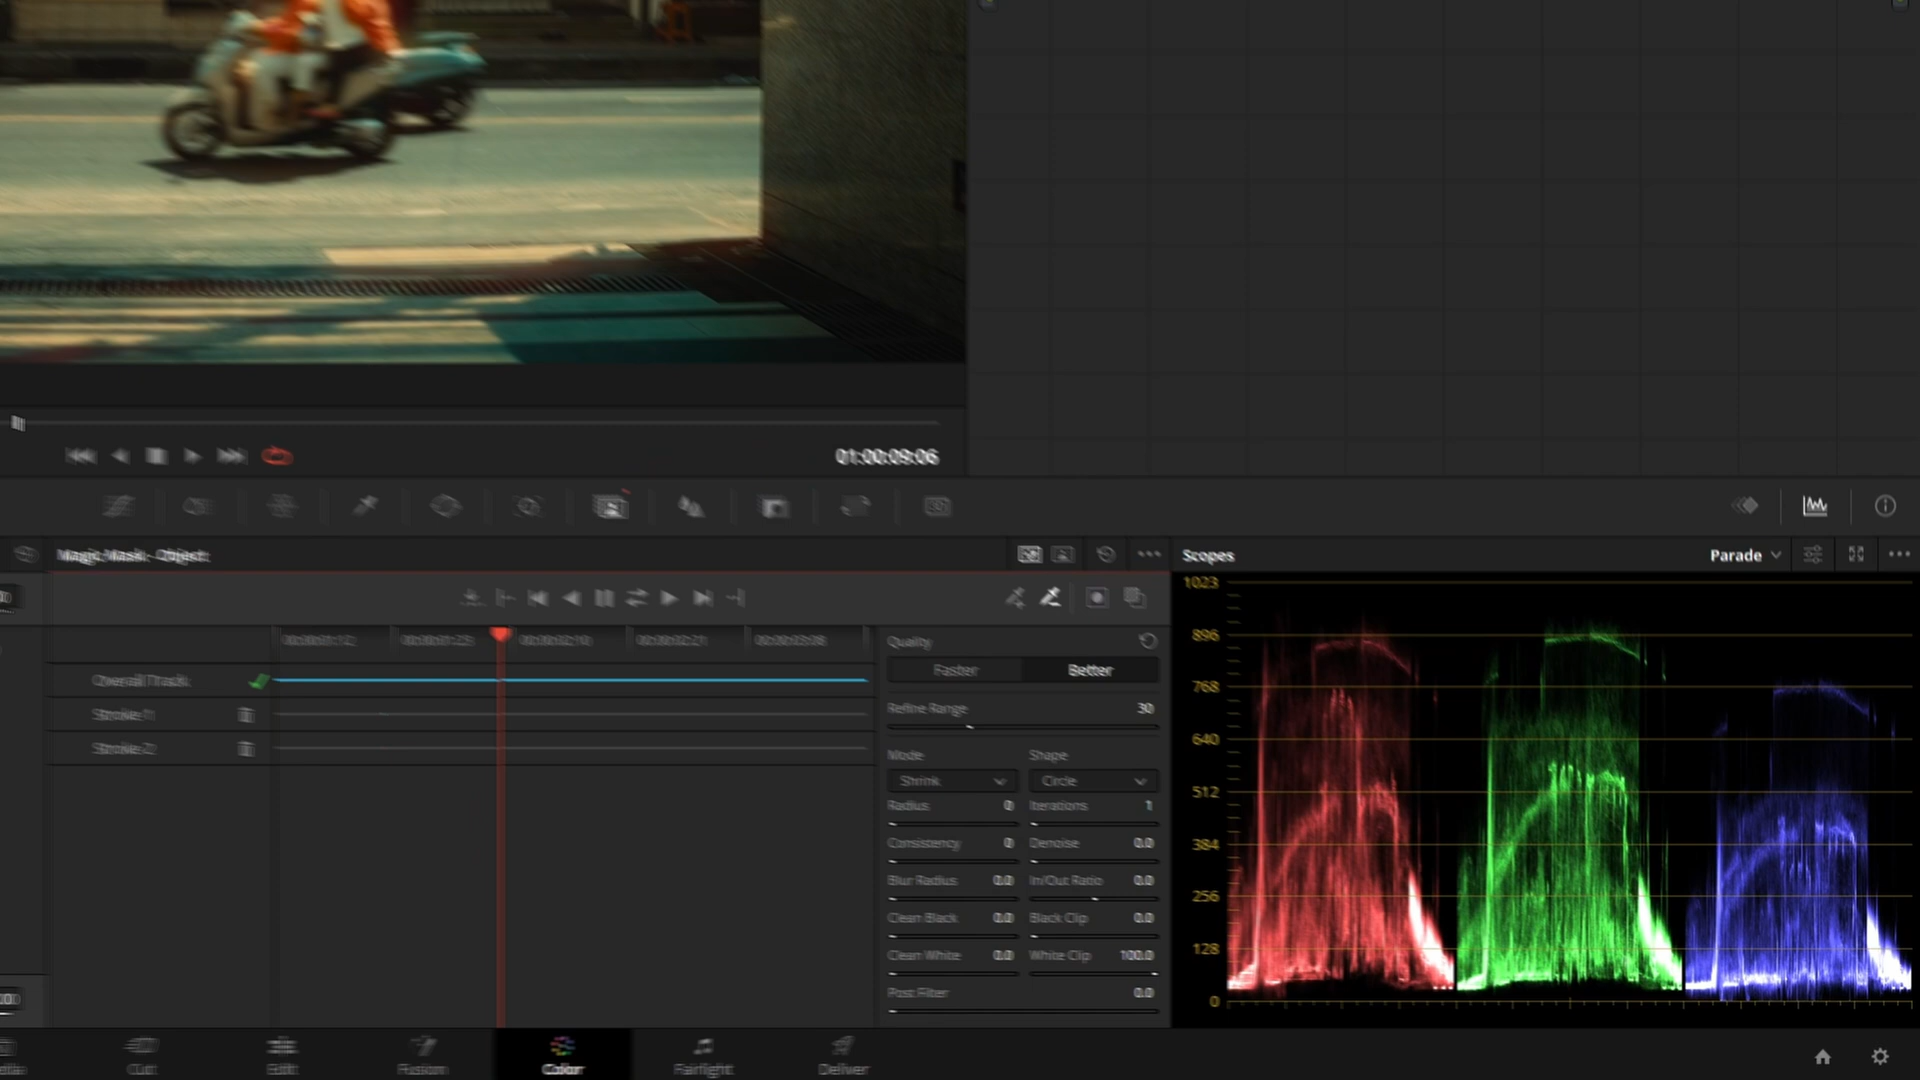 01:00:09:06
Magic Mask - Object
Scopes
Parade
1023
896
768
640
512
384
256
128
0
Overall Track
Stroke 1
Stroke 2
Quality
Faster Better
Refine Range 30
Mode Shape
Shrink Circle
Radius 0 Iterations 1
Consistency 0 Denoise 0.0
Blur Radius 0.0 In/Out Ratio 0.0
Clean Black 0.0 Black Clip 0.0
Clean White 0.0 White Clip 100.0
Post Filter 0.0
Cut Edit Fusion Color Fairlight Deliver